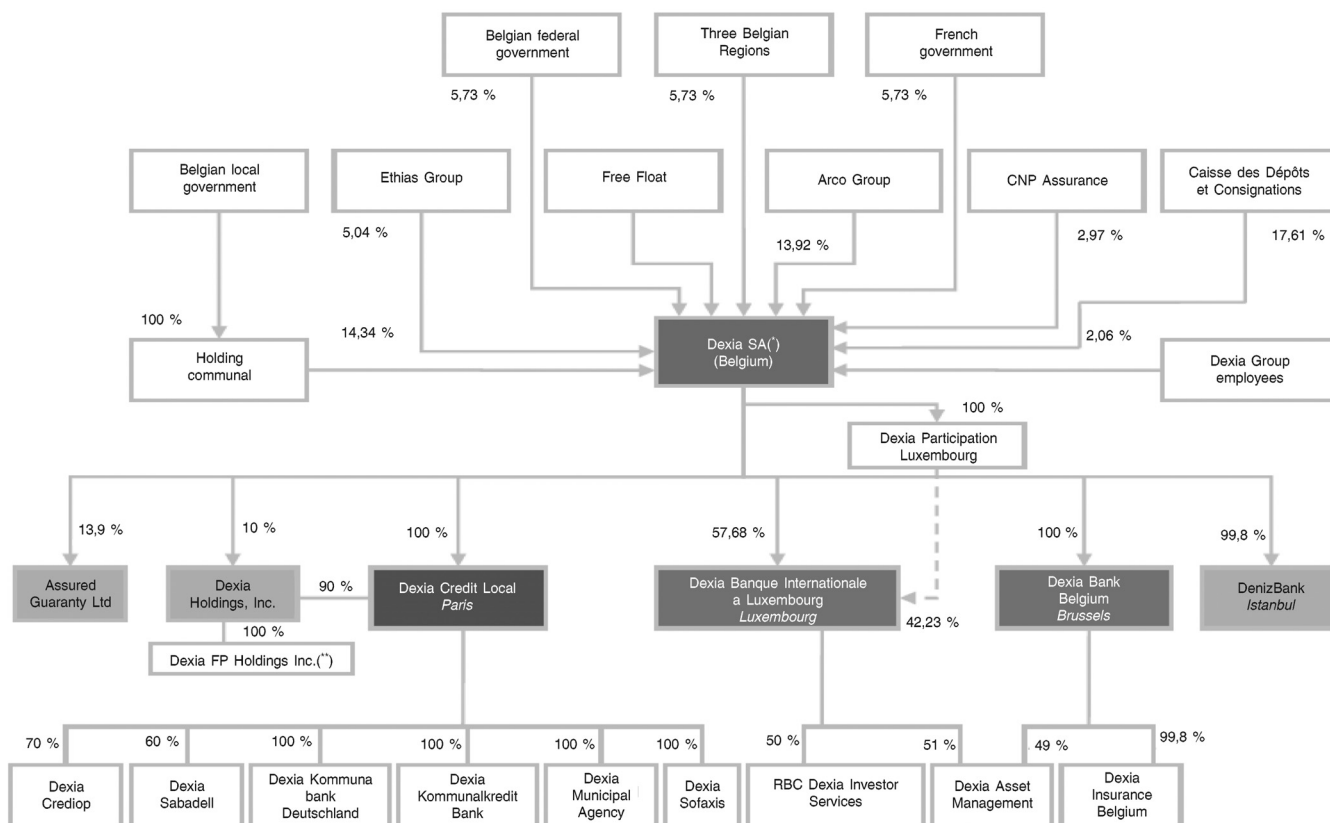 Belgian federal
government
Three Belgian
Regions
French
government
5,73 %
5,73 %
5,73 %
Belgian local
government
Ethias Group
Free Float
Arco Group
CNP Assurance
Caisse des Dépôts
et Consignations
5,04 %
13,92 %
2,97 %
17,61 %
100 %
14,34 %
2,06 %
Holding
communal
Dexia SA(*)
(Belgium)
Dexia Group
employees
100 %
Dexia Participation
Luxembourg
13,9 %
10 %
100 %
57,68 %
100 %
99,8 %
Assured
Guaranty Ltd
Dexia
Holdings, Inc.
90 %
Dexia Credit Local
Paris
Dexia Banque Internationale
a Luxembourg
Luxembourg
42,23 %
Dexia Bank
Belgium
Brussels
DenizBank
Istanbul
100 %
Dexia FP Holdings Inc.(**)
70 %
60 %
100 %
100 %
100 %
100 %
50 %
51 %
49 %
99,8 %
Dexia
Crediop
Dexia
Sabadell
Dexia Kommuna
bank
Deutschland
Dexia
Kommunalkredit
Bank
Dexia
Municipal
Agency
Dexia
Sofaxis
RBC Dexia Investor
Services
Dexia Asset
Management
Dexia
Insurance
Belgium